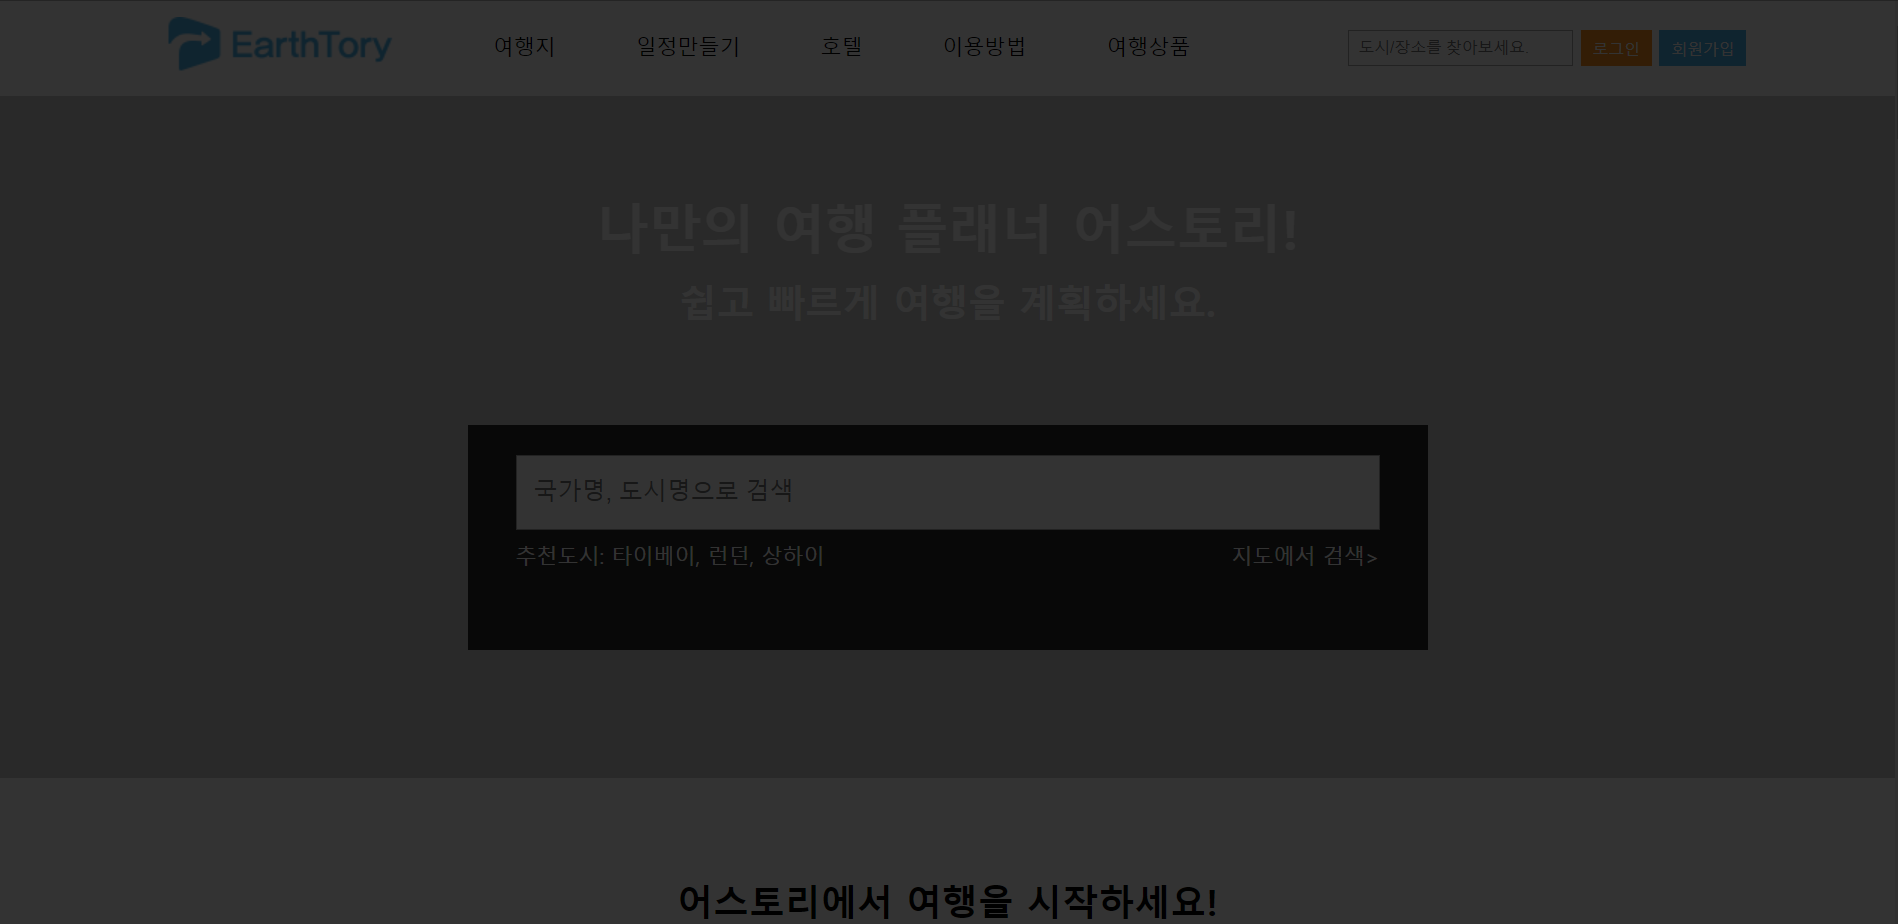 EarthTory
여행지 일정만들기 호텔 이용방법 여행상품
도시/장소를 찾아보세요. 로그인 회원가입
나만의 여행 플래너 어스토리!
쉽고 빠르게 여행을 계획하세요.
국가명, 도시명으로 검색
추천도시: 타이베이, 런던, 상하이 지도에서 검색>
어스토리에서 여행을 시작하세요!